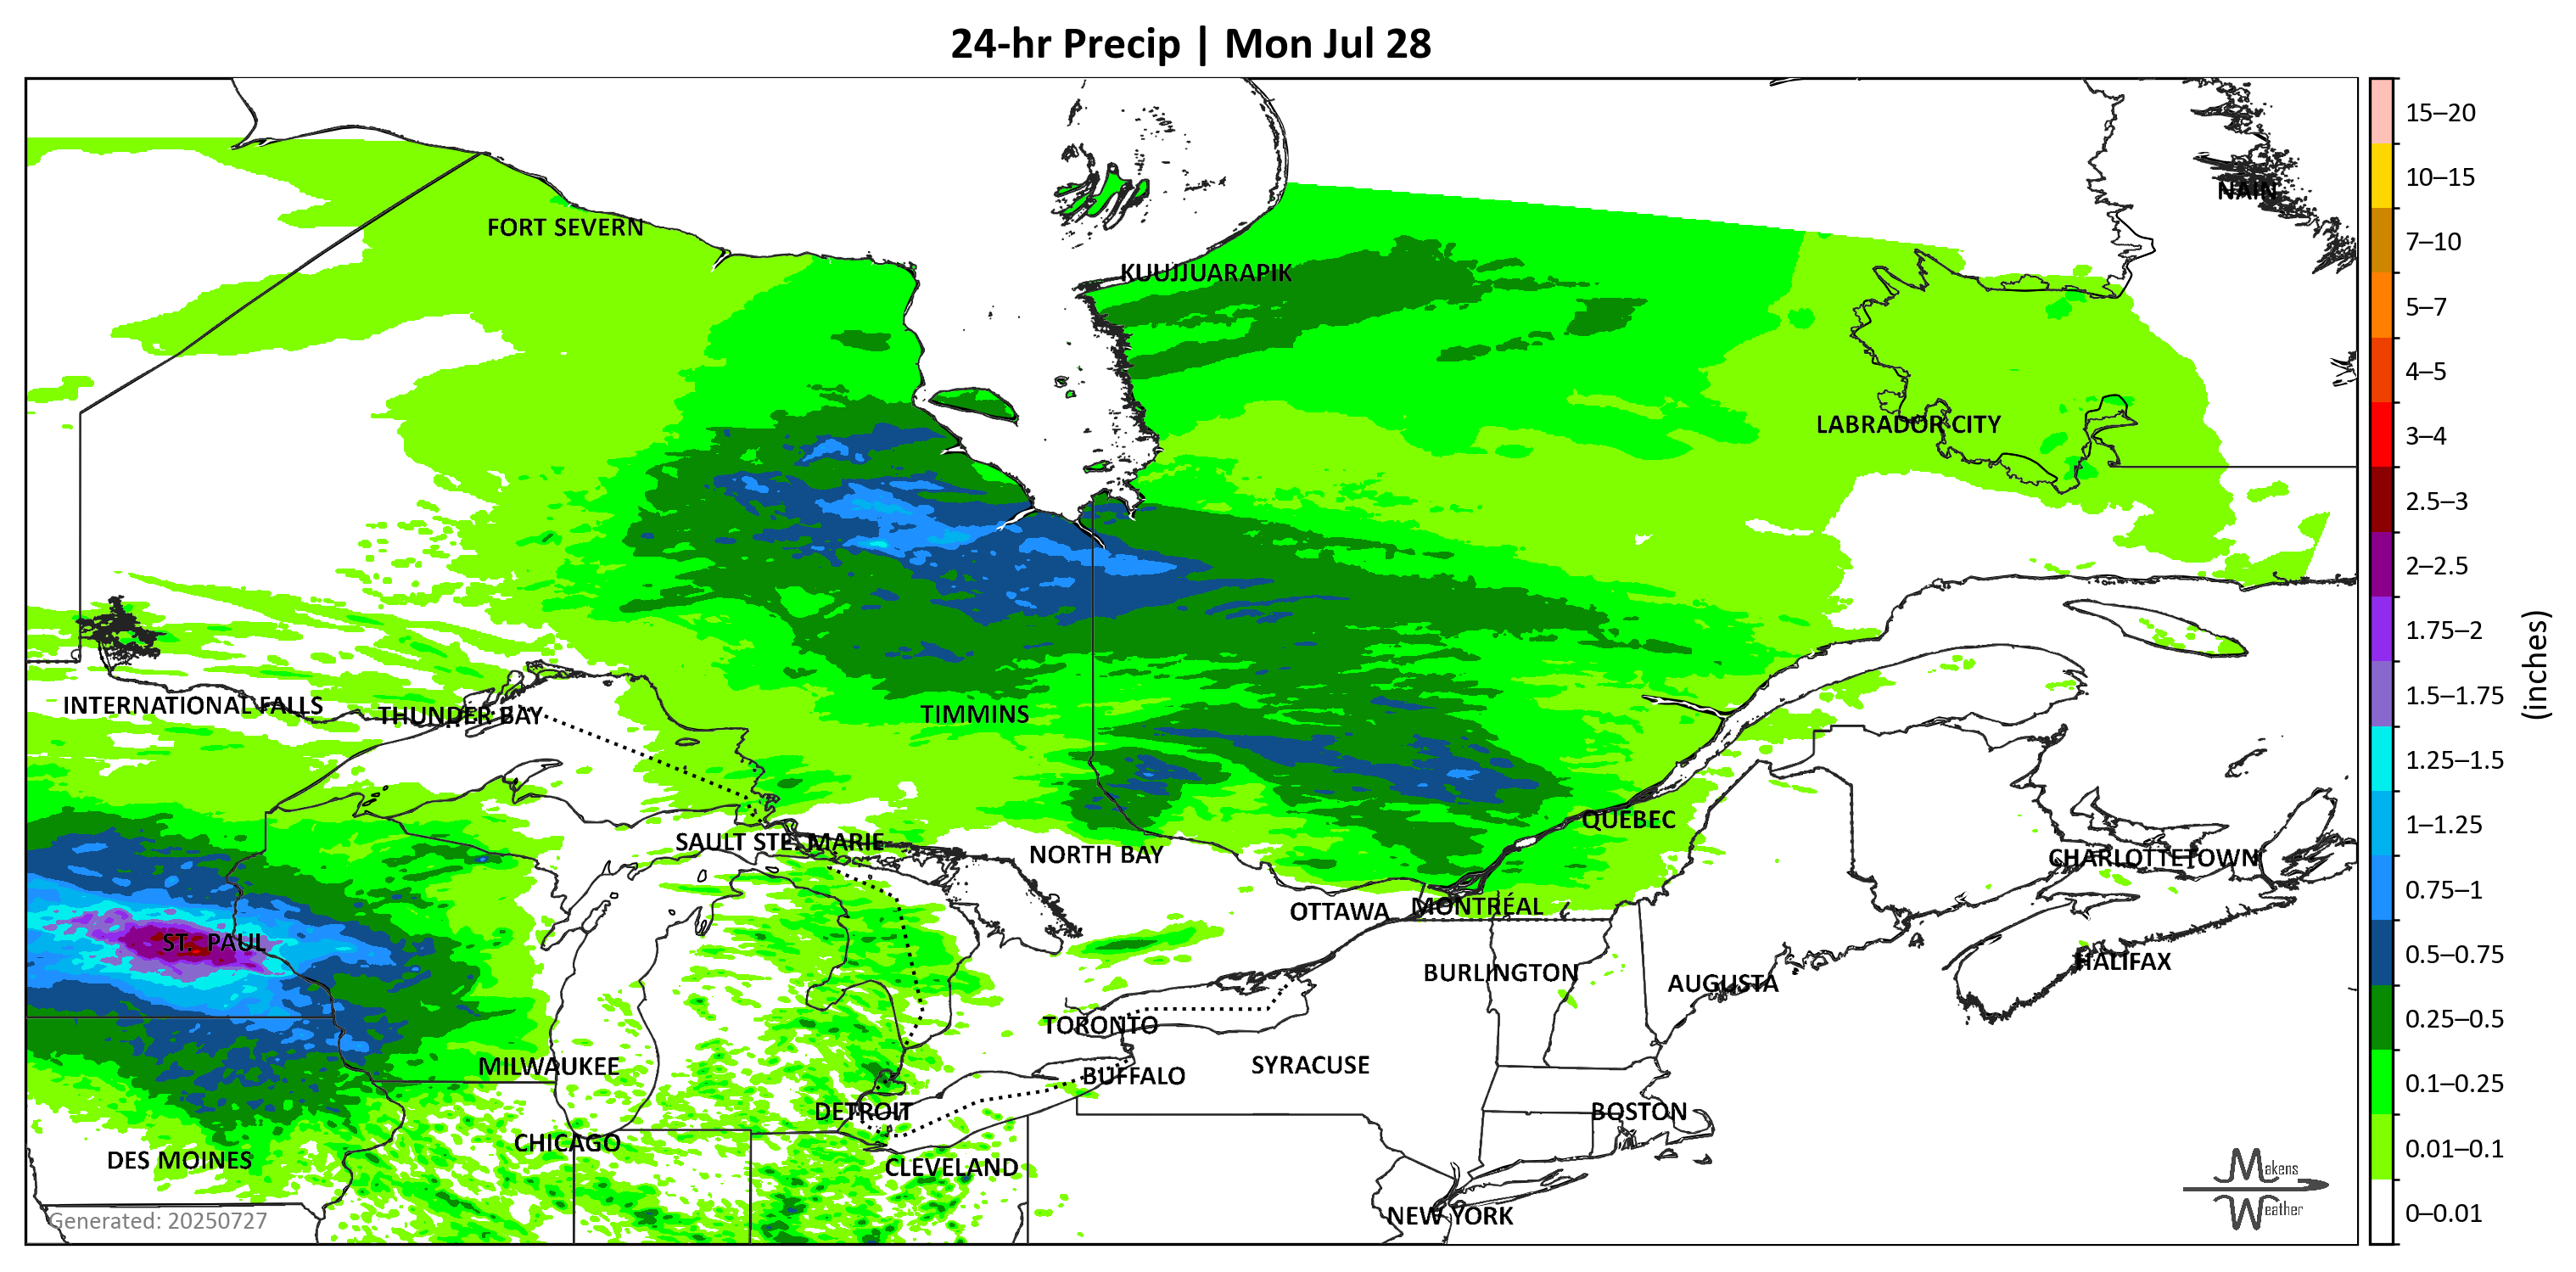 24-hr Precip | Mon Jul 28
NAIN
FORT SEVERN
KUUJJUARAPIK
LABRADOR CITY
INTERNATIONAL FALLS
THUNDER BAY
TIMMINS
QUEBEC
SAULT STE. MARIE
NORTH BAY
CHARLOTTETOWN
OTTAWA
MONTRÉAL
ST. PAUL
HALIFAX
BURLINGTON
AUGUSTA
TORONTO
MILWAUKEE
SYRACUSE
BUFFALO
DETROIT
BOSTON
CHICAGO
DES MOINES
CLEVELAND
NEW YORK
Generated: 20250727
Makens
Weather
15–20
10–15
7–10
5–7
4–5
3–4
2.5–3
2–2.5
1.75–2
1.5–1.75
1.25–1.5
1–1.25
0.75–1
0.5–0.75
0.25–0.5
0.1–0.25
0.01–0.1
0–0.01
(inches)